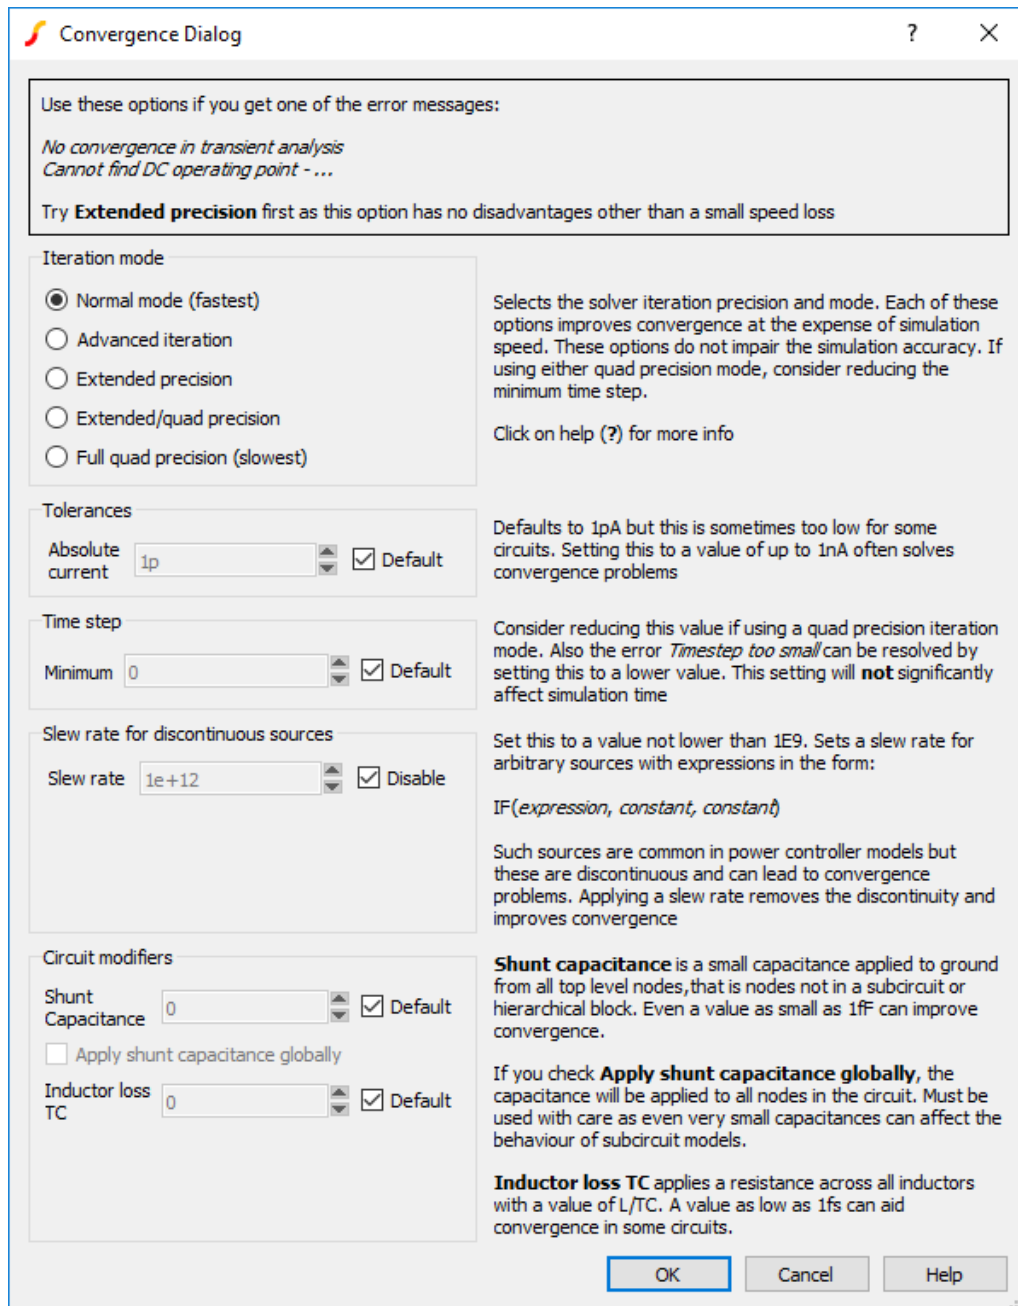 Convergence Dialog
?
Use these options if you get one of the error messages:
No convergence in transient analysis
Cannot find DC operating point - ...
Try Extended precision first as this option has no disadvantages other than a small speed loss
Iteration mode
Normal mode (fastest)
Advanced iteration
Extended precision
Extended/quad precision
Full quad precision (slowest)
Selects the solver iteration precision and mode. Each of these
options improves convergence at the expense of simulation
speed. These options do not impair the simulation accuracy. If
using either quad precision mode, consider reducing the
minimum time step.
Click on help (?) for more info
Tolerances
Absolute
current
1p
Default
Defaults to 1pA but this is sometimes too low for some
circuits. Setting this to a value of up to 1nA often solves
convergence problems
Time step
Minimum
0
Default
Consider reducing this value if using a quad precision iteration
mode. Also the error Timestep too small can be resolved by
setting this to a lower value. This setting will not significantly
affect simulation time
Slew rate for discontinuous sources
Slew rate
1e+12
Disable
Set this to a value not lower than 1E9. Sets a slew rate for
arbitrary sources with expressions in the form:
IF(expression, constant, constant)
Such sources are common in power controller models but
these are discontinuous and can lead to convergence
problems. Applying a slew rate removes the discontinuity and
improves convergence
Circuit modifiers
Shunt
Capacitance
0
Default
Apply shunt capacitance globally
Inductor loss
TC
0
Default
Shunt capacitance is a small capacitance applied to ground
from all top level nodes,that is nodes not in a subcircuit or
hierarchical block. Even a value as small as 1fF can improve
convergence.
If you check Apply shunt capacitance globally, the
capacitance will be applied to all nodes in the circuit. Must be
used with care as even very small capacitances can affect the
behaviour of subcircuit models.
Inductor loss TC applies a resistance across all inductors
with a value of L/TC. A value as low as 1fs can aid
convergence in some circuits.
OK
Cancel
Help